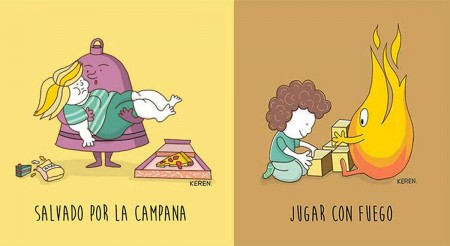 KEREN.
SALVADO POR LA CAMPANA
KEREN.
JUGAR CON FUEGO